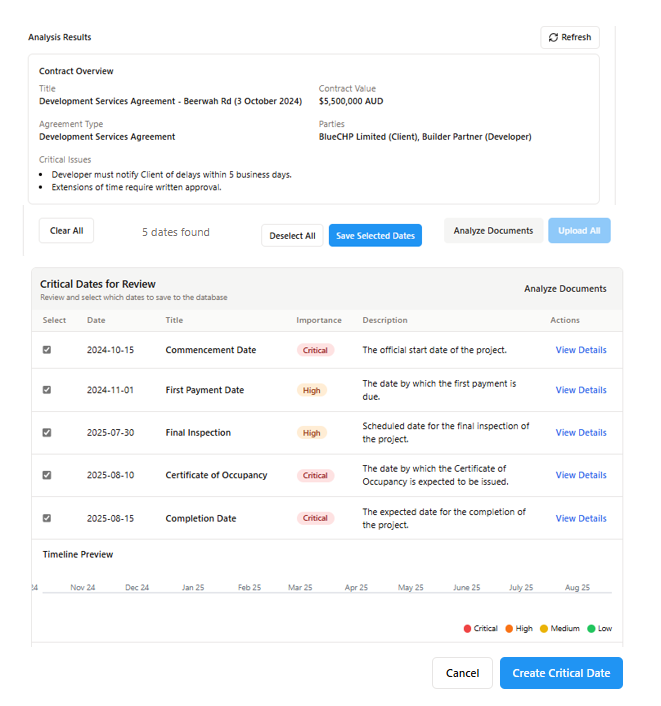 Analysis Results
Refresh
Contract Overview
Title
Contract Value
Development Services Agreement - Beerwah Rd (3 October 2024)
$5,500,000 AUD
Agreement Type
Parties
Development Services Agreement
BlueCHP Limited (Client), Builder Partner (Developer)
Critical Issues
• Developer must notify Client of delays within 5 business days.
• Extensions of time require written approval.
Clear All
5 dates found
Deselect All
Save Selected Dates
Analyze Documents
Upload All
Critical Dates for Review
Review and select which dates to save to the database
Analyze Documents
Select Date Title Importance Description Actions
2024-10-15 Commencement Date Critical The official start date of the project. View Details
2024-11-01 First Payment Date High The date by which the first payment is
due.
View Details
2025-07-30 Final Inspection High Scheduled date for the final inspection of
the project.
View Details
2025-08-10 Certificate of Occupancy Critical The date by which the Certificate of
Occupancy is expected to be issued.
View Details
2025-08-15 Completion Date Critical The expected date for the completion of
the project.
View Details
Timeline Preview
24 Nov 24 Dec 24 Jan 25 Feb 25 Mar 25 Apr 25 May 25 June 25 July 25 Aug 25
Critical High Medium Low
Cancel
Create Critical Date